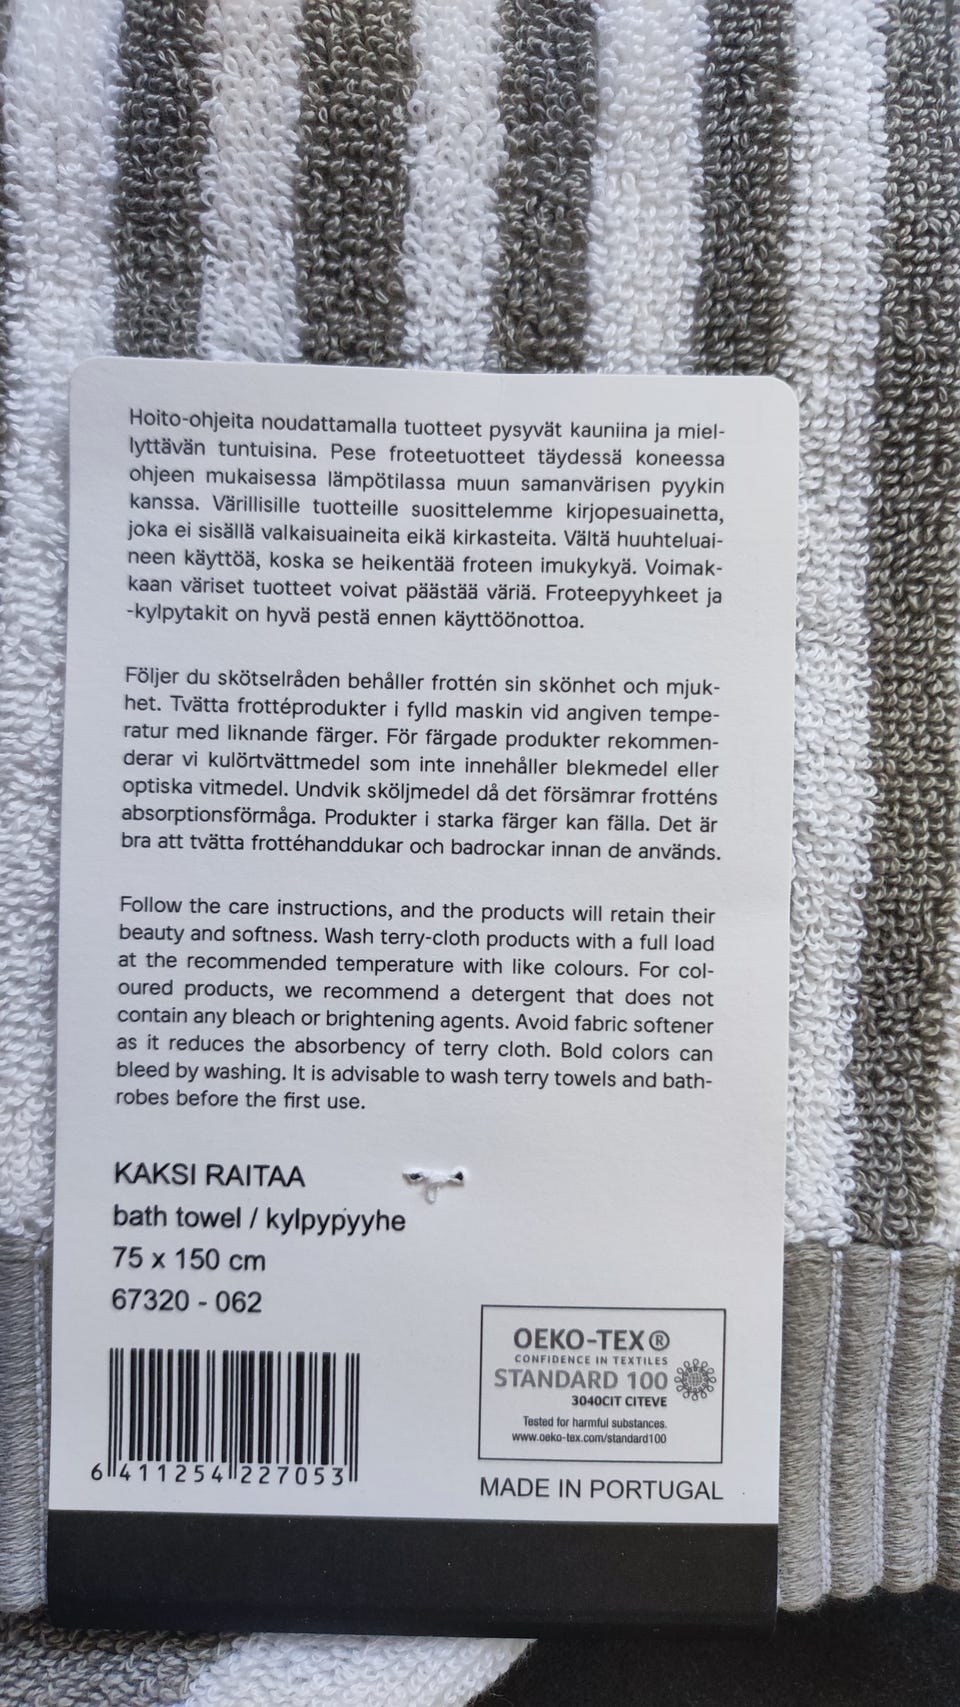 Hoito-ohjeita noudattamalla tuotteet pysyvät kauniina ja miel-
lyttävän tuntuisina. Pese froteetuotteet täydessä koneessa
ohjeen mukaisessa lämpötilassa muun samanvärisen pyykin
kanssa. Värillisille tuotteille suosittelemme kirjopesuainetta,
joka ei sisällä valkaisuaineita eikä kirkasteita. Vältä huuhteluai-
neen käyttöä, koska se heikentää froteen imukykyä. Voimak-
kaan väriset tuotteet voivat päästää väriä. Froteepyyhkeet ja
-kylpytakit on hyvä pestä ennen käyttöönottoa.
Följer du skötselråden behåller frottén sin skönhet och mjuk-
het. Tvätta frottéprodukter i fylld maskin vid angiven tempe-
ratur med liknande färger. För färgade produkter rekommen-
derar vi kulörtvättmedel som inte innehåller blekmedel eller
optiska vitmedel. Undvik sköljmedel då det försämrar frotténs
absorptionsförmåga. Produkter i starka färger kan fälla. Det är
bra att tvätta frottéhanddukar och badrockar innan de används.
Follow the care instructions, and the products will retain their
beauty and softness. Wash terry-cloth products with a full load
at the recommended temperature with like colours. For col-
oured products, we recommend a detergent that does not
contain any bleach or brightening agents. Avoid fabric softener
as it reduces the absorbency of terry cloth. Bold colors can
bleed by washing. It is advisable to wash terry towels and bath-
robes before the first use.
KAKSI RAITAA
bath towel / kylpypyyhe
75 x 150 cm
67320 - 062
6 411254 227053
OEKO-TEX®
CONFIDENCE IN TEXTILES
STANDARD 100
3040CIT CITEVE
Tested for harmful substances.
www.oeko-tex.com/standard100
MADE IN PORTUGAL